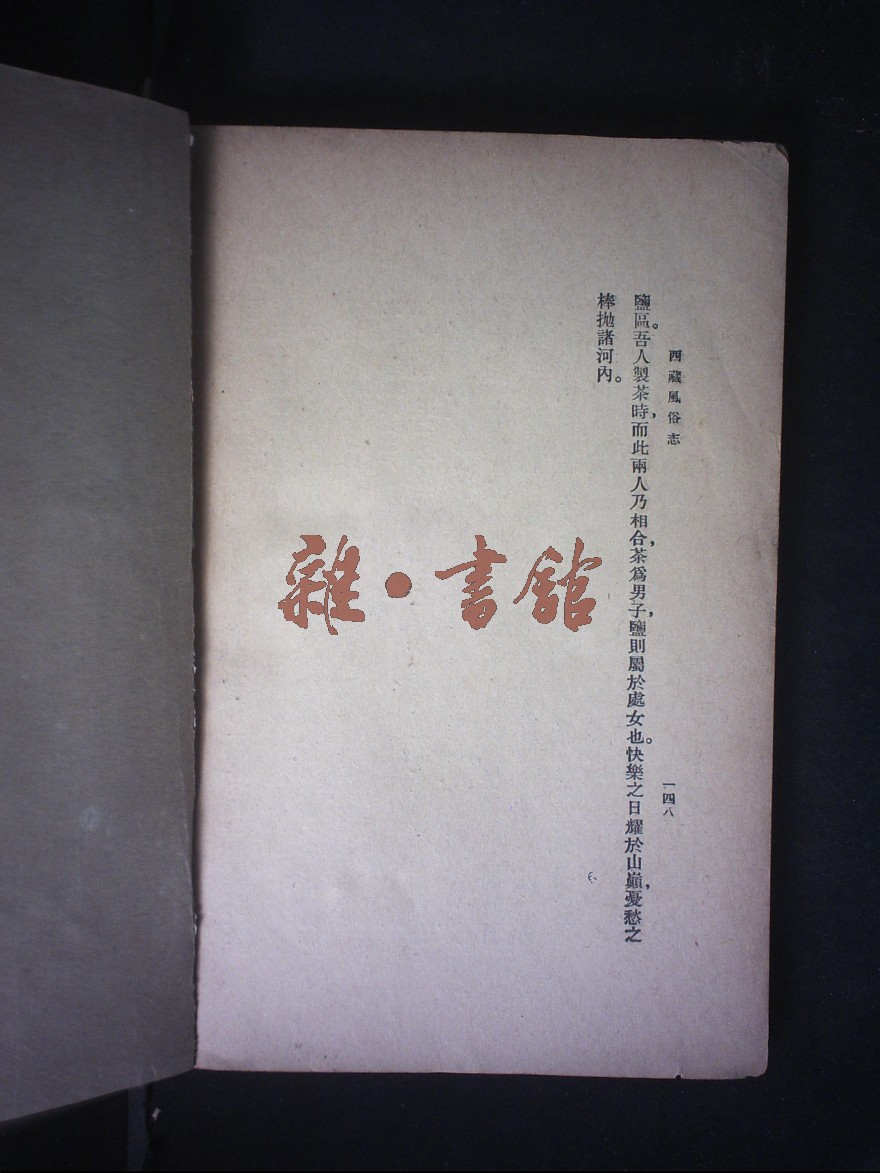 西藏風俗志
一四八
鹽區。吾人製茶時，而此兩人乃相合，茶爲男子，鹽則屬於處女也。快樂之日耀於山巔，憂愁之
棒拋諸河內。
雜·書館